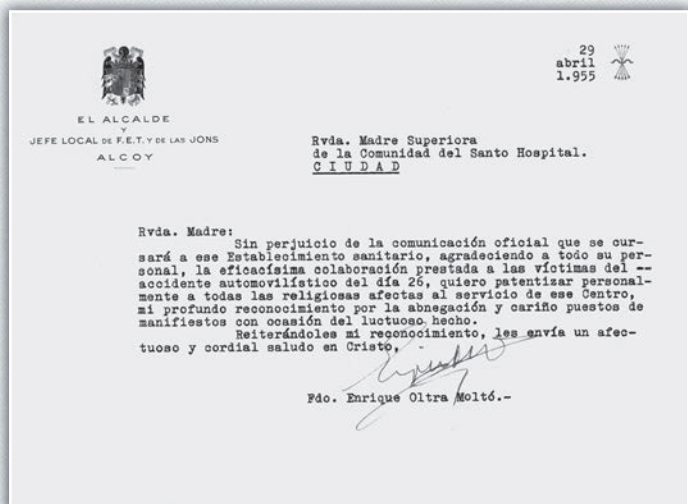 EL ALCALDE
Y
JEFE LOCAL DE F.E.T. Y DE LAS JONS
ALCOY
29
abril
1.955
Rvda. Madre Superiora
de la Comunidad del Santo Hospital.
CIUDAD
Rvda. Madre:
Sin perjuicio de la comunicación oficial que se cur-
sará a ese Establecimiento sanitario, agradeciendo a todo su per-
sonal, la eficacísima colaboración prestada a las víctimas del --
accidente automovilístico del día 26, quiero patentizar personal-
mente a todas las religiosas afectas al servicio de ese Centro,
mi profundo reconocimiento por la abnegación y cariño puestos de
manifiestos con ocasión del luctuoso hecho.
Reiterándoles mi reconocimiento, les envía un afec-
tuoso y cordial saludo en Cristo,
Fdo. Enrique Oltra Moltó.-